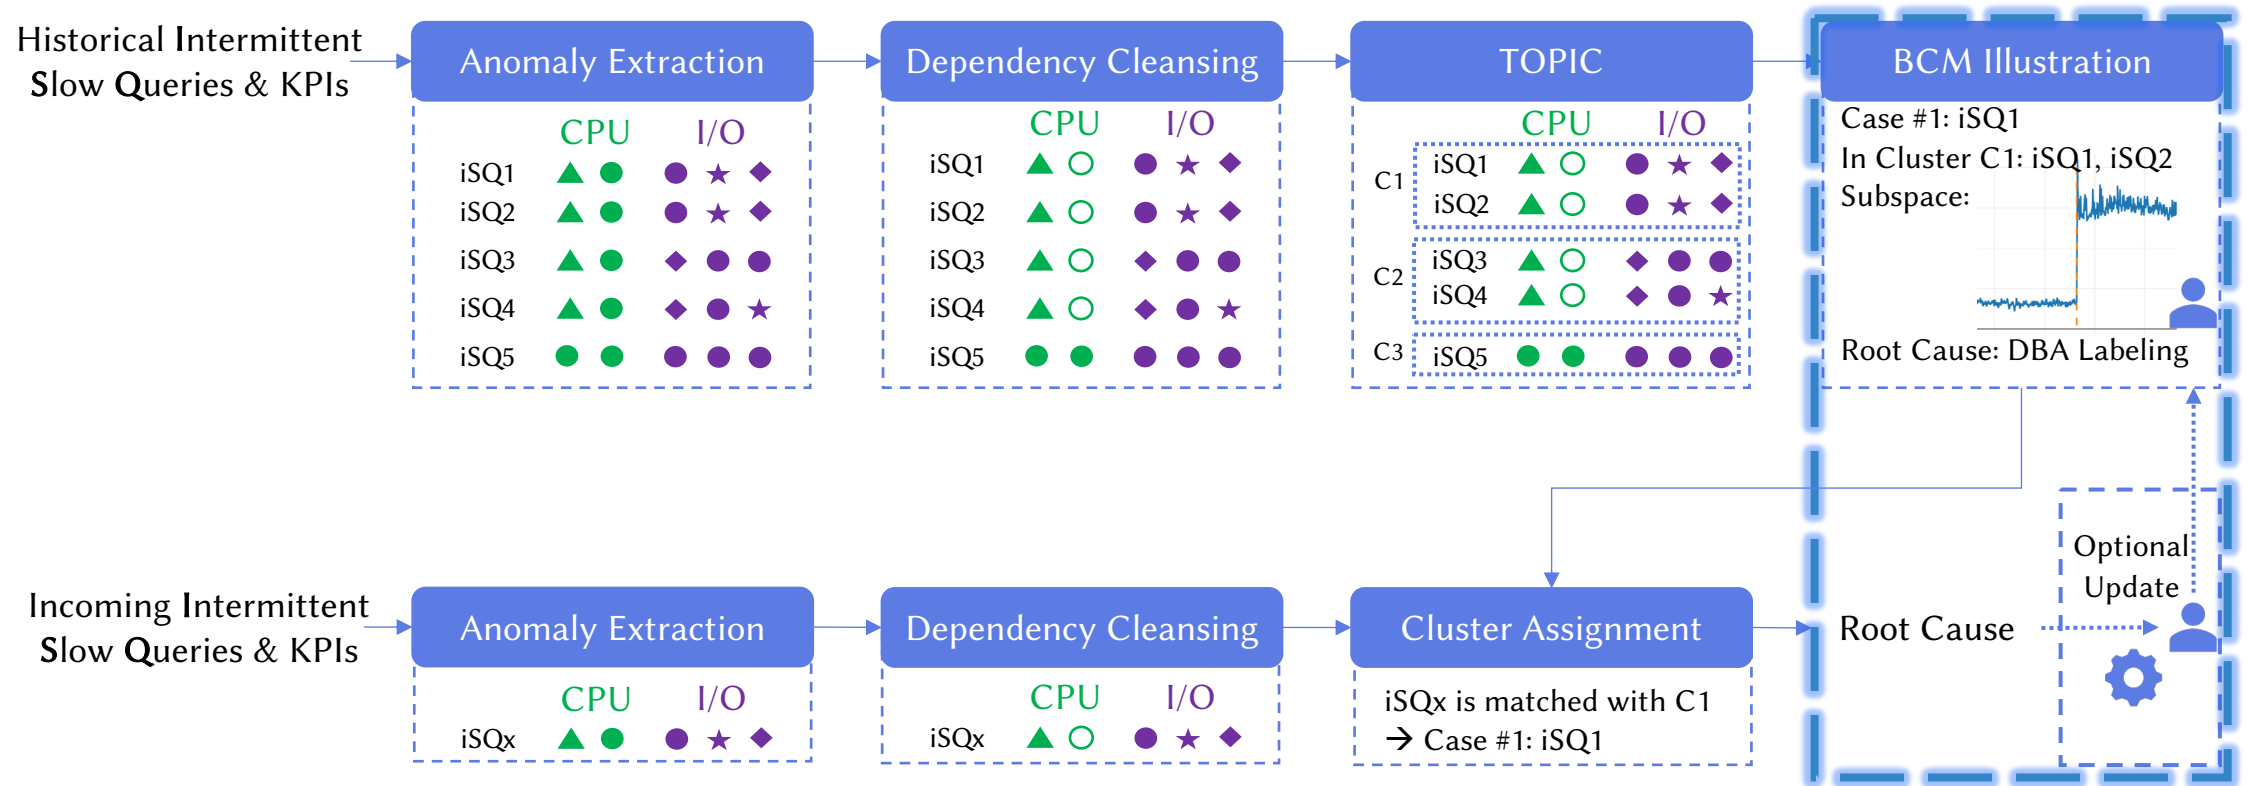 Historical Intermittent
Slow Queries & KPIs
Anomaly Extraction
CPU I/O
iSQ1
iSQ2
iSQ3
iSQ4
iSQ5
Dependency Cleansing
CPU I/O
iSQ1
iSQ2
iSQ3
iSQ4
iSQ5
TOPIC
CPU I/O
C1
iSQ1
iSQ2
C2
iSQ3
iSQ4
C3
iSQ5
BCM Illustration
Case #1: iSQ1
In Cluster C1: iSQ1, iSQ2
Subspace:
Root Cause: DBA Labeling
Incoming Intermittent
Slow Queries & KPIs
Anomaly Extraction
CPU I/O
iSQx
Dependency Cleansing
CPU I/O
iSQx
Cluster Assignment
iSQx is matched with C1
→ Case #1: iSQ1
Root Cause
Optional
Update